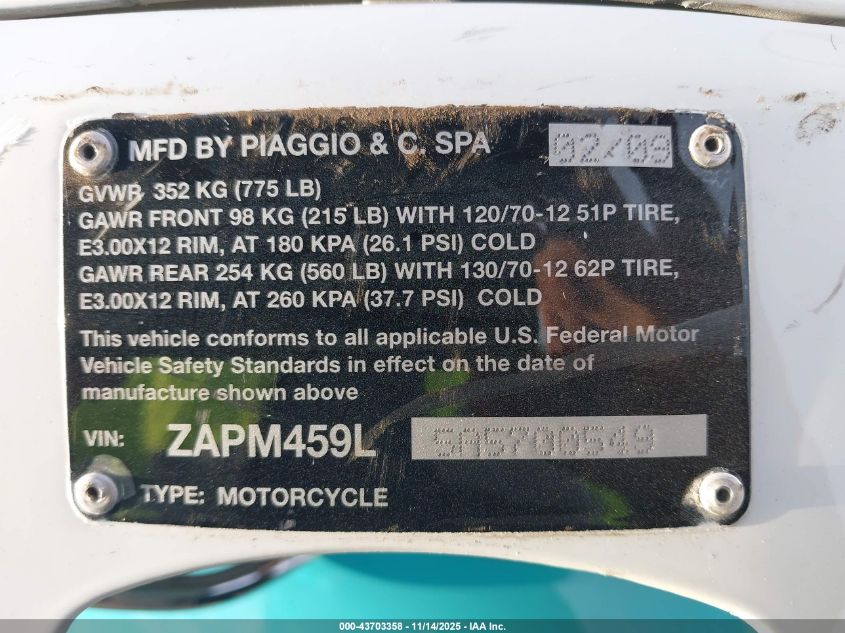 MFD BY PIAGGIO & C. SPA 02/09
GVWR 352 KG (775 LB)
GAWR FRONT 98 KG (215 LB) WITH 120/70-12 51P TIRE,
E3.00X12 RIM, AT 180 KPA (26.1 PSI) COLD
GAWR REAR 254 KG (560 LB) WITH 130/70-12 62P TIRE,
E3.00X12 RIM, AT 260 KPA (37.7 PSI) COLD
This vehicle conforms to all applicable U.S. Federal Motor
Vehicle Safety Standards in effect on the date of
manufacture shown above
VIN: ZAPM459L 5A5700549
TYPE: MOTORCYCLE
000-43703358 - 11/14/2025 - IAA Inc.